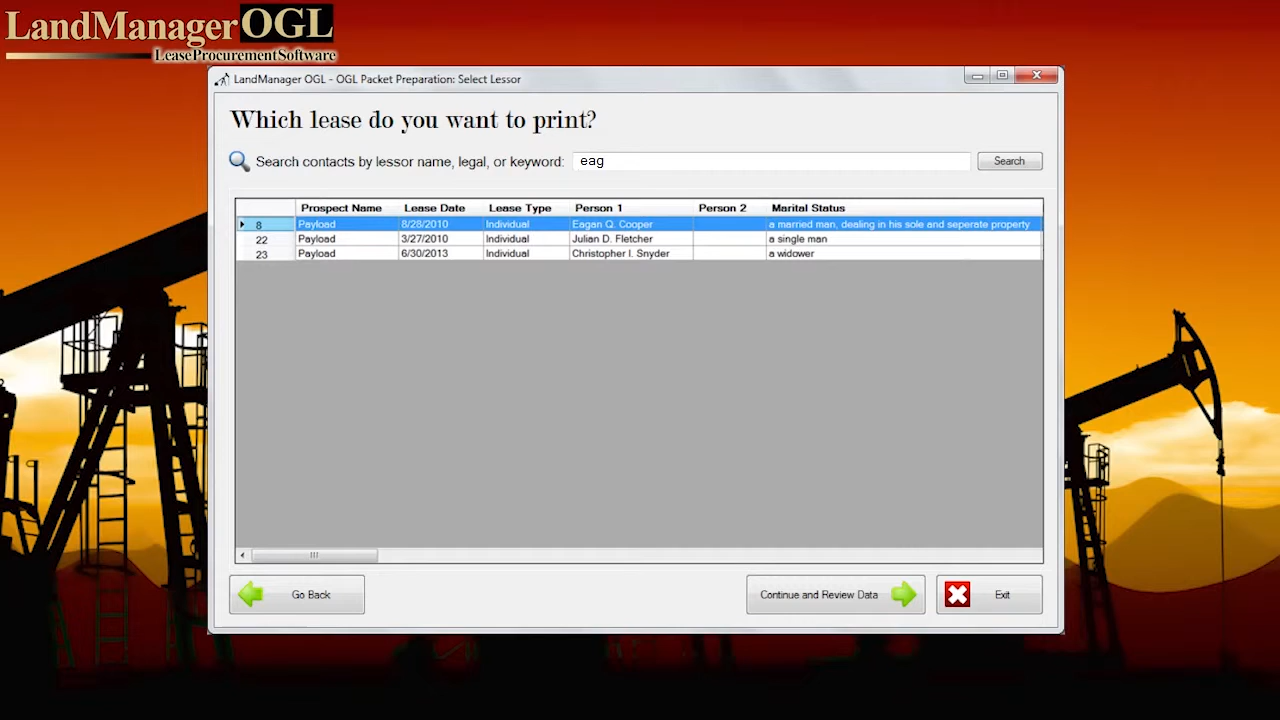 LandManager OGL
LeaseProcurementSoftware
LandManager OGL - OGL Packet Preparation: Select Lessor
Which lease do you want to print?
Search contacts by lessor name, legal, or keyword: eag Search
Prospect Name Lease Date Lease Type Person 1 Person 2 Marital Status
8 Payload 8/28/2010 Individual Eagan Q. Cooper a married man, dealing in his sole and seperate property
22 Payload 3/27/2010 Individual Julian D. Fletcher a single man
23 Payload 6/30/2013 Individual Christopher I. Snyder a widower
Go Back Continue and Review Data Exit